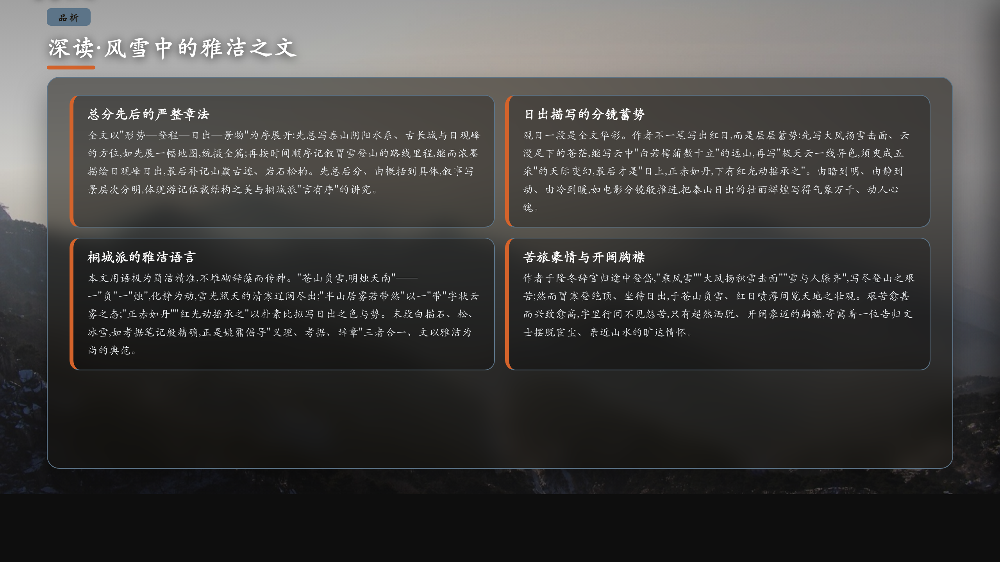 品析
深读·风雪中的雅洁之文
总分先后的严整章法
全文以"形势—登程—日出—景物"为序展开:先总写泰山阴阳水系、古长城与日观峰
的方位,如先展一幅地图,统摄全篇;再按时间顺序记叙冒雪登山的路线里程,继而浓墨
描绘日观峰日出,最后补记山巅古迹、岩石松柏。先总后分、由概括到具体,叙事写
景层次分明,体现游记体裁结构之美与桐城派"言有序"的讲究。
日出描写的分镜蓄势
观日一段是全文华彩。作者不一笔写出红日,而是层层蓄势:先写大风扬雪击面、云
漫足下的苍茫,继写云中"白若樗蒲数十立"的远山,再写"极天云一线异色,须臾成五
采"的天际变幻,最后才是"日上,正赤如丹,下有红光动摇承之"。由暗到明、由静到
动、由冷到暖,如电影分镜般推进,把泰山日出的壮丽辉煌写得气象万千、动人心
魄。
桐城派的雅洁语言
本文用语极为简洁精准,不堆砌辞藻而传神。"苍山负雪,明烛天南"——
一"负"一"烛",化静为动,雪光照天的清寒辽阔尽出;"半山居雾若带然"以一"带"字状云
雾之态;"正赤如丹""红光动摇承之"以朴素比拟写日出之色与势。末段白描石、松、
冰雪,如考据笔记般精确,正是姚鼐倡导"义理、考据、辞章"三者合一、文以雅洁为
尚的典范。
苦旅豪情与开阔胸襟
作者于隆冬辞官归途中登岱,"乘风雪""大风扬积雪击面""雪与人膝齐",写尽登山之艰
苦;然而冒寒登绝顶、坐待日出,于苍山负雪、红日喷薄间览天地之壮观。艰苦愈甚
而兴致愈高,字里行间不见怨苦,只有超然洒脱、开阔豪迈的胸襟,寄寓着一位告归文
士摆脱宦尘、亲近山水的旷达情怀。